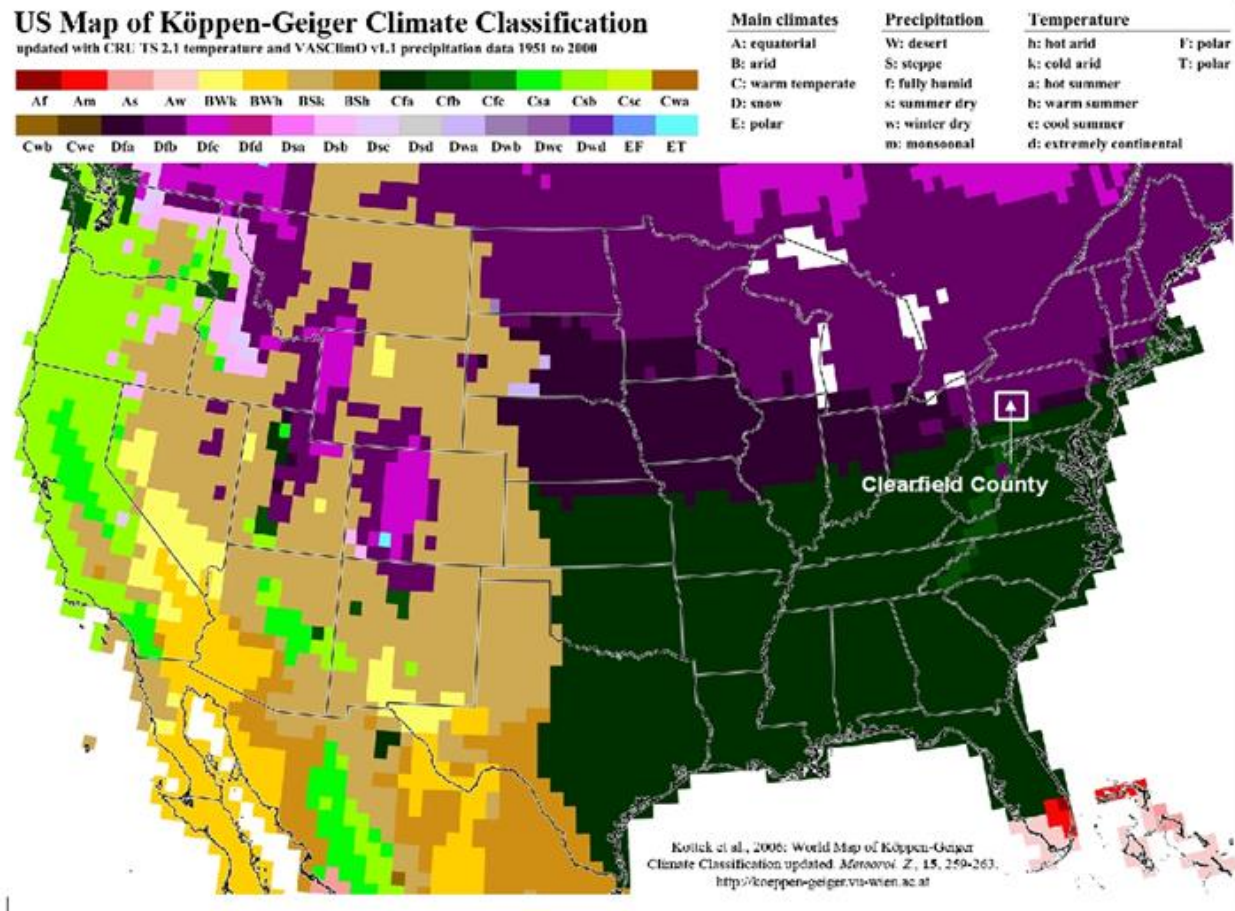 US Map of Köppen-Geiger Climate Classification
updated with CRU TS 2.1 temperature and VASClimO v1.1 precipitation data 1951 to 2000
Af Am As Aw BWk BWh BSk BSh Cfa Cfb Cfc Csa Csb Csc Cwa
Cwb Cwc Dfa Dfb Dfc Dfd Dsa Dsb Dsc Dsd Dwa Dwb Dwc Dwd EF ET
Main climates
A: equatorial
B: arid
C: warm temperate
D: snow
E: polar
Precipitation
W: desert
S: steppe
f: fully humid
s: summer dry
w: winter dry
m: monsoonal
Temperature
h: hot arid F: polar
k: cold arid T: polar
a: hot summer
b: warm summer
c: cool summer
d: extremely continental
Clearfield County
Kottek et al., 2006: World Map of Köppen-Geiger
Climate Classification updated. Meteorol. Z., 15, 259-263.
http://koeppen-geiger.vu-wien.ac.at